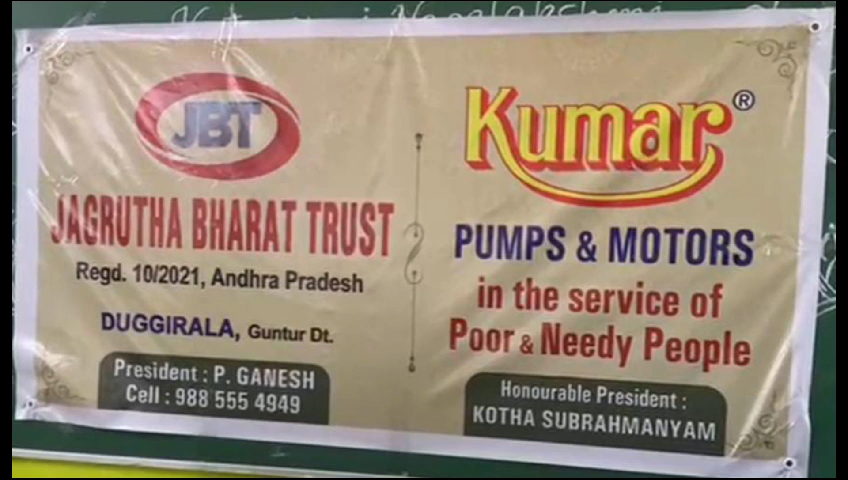 JBT
JAGRUTHA BHARAT TRUST
Regd. 10/2021, Andhra Pradesh
DUGGIRALA, Guntur Dt.
President : P. GANESH
Cell : 988 555 4949
Kumar®
PUMPS & MOTORS
in the service of
Poor & Needy People
Honourable President :
KOTHA SUBRAHMANYAM